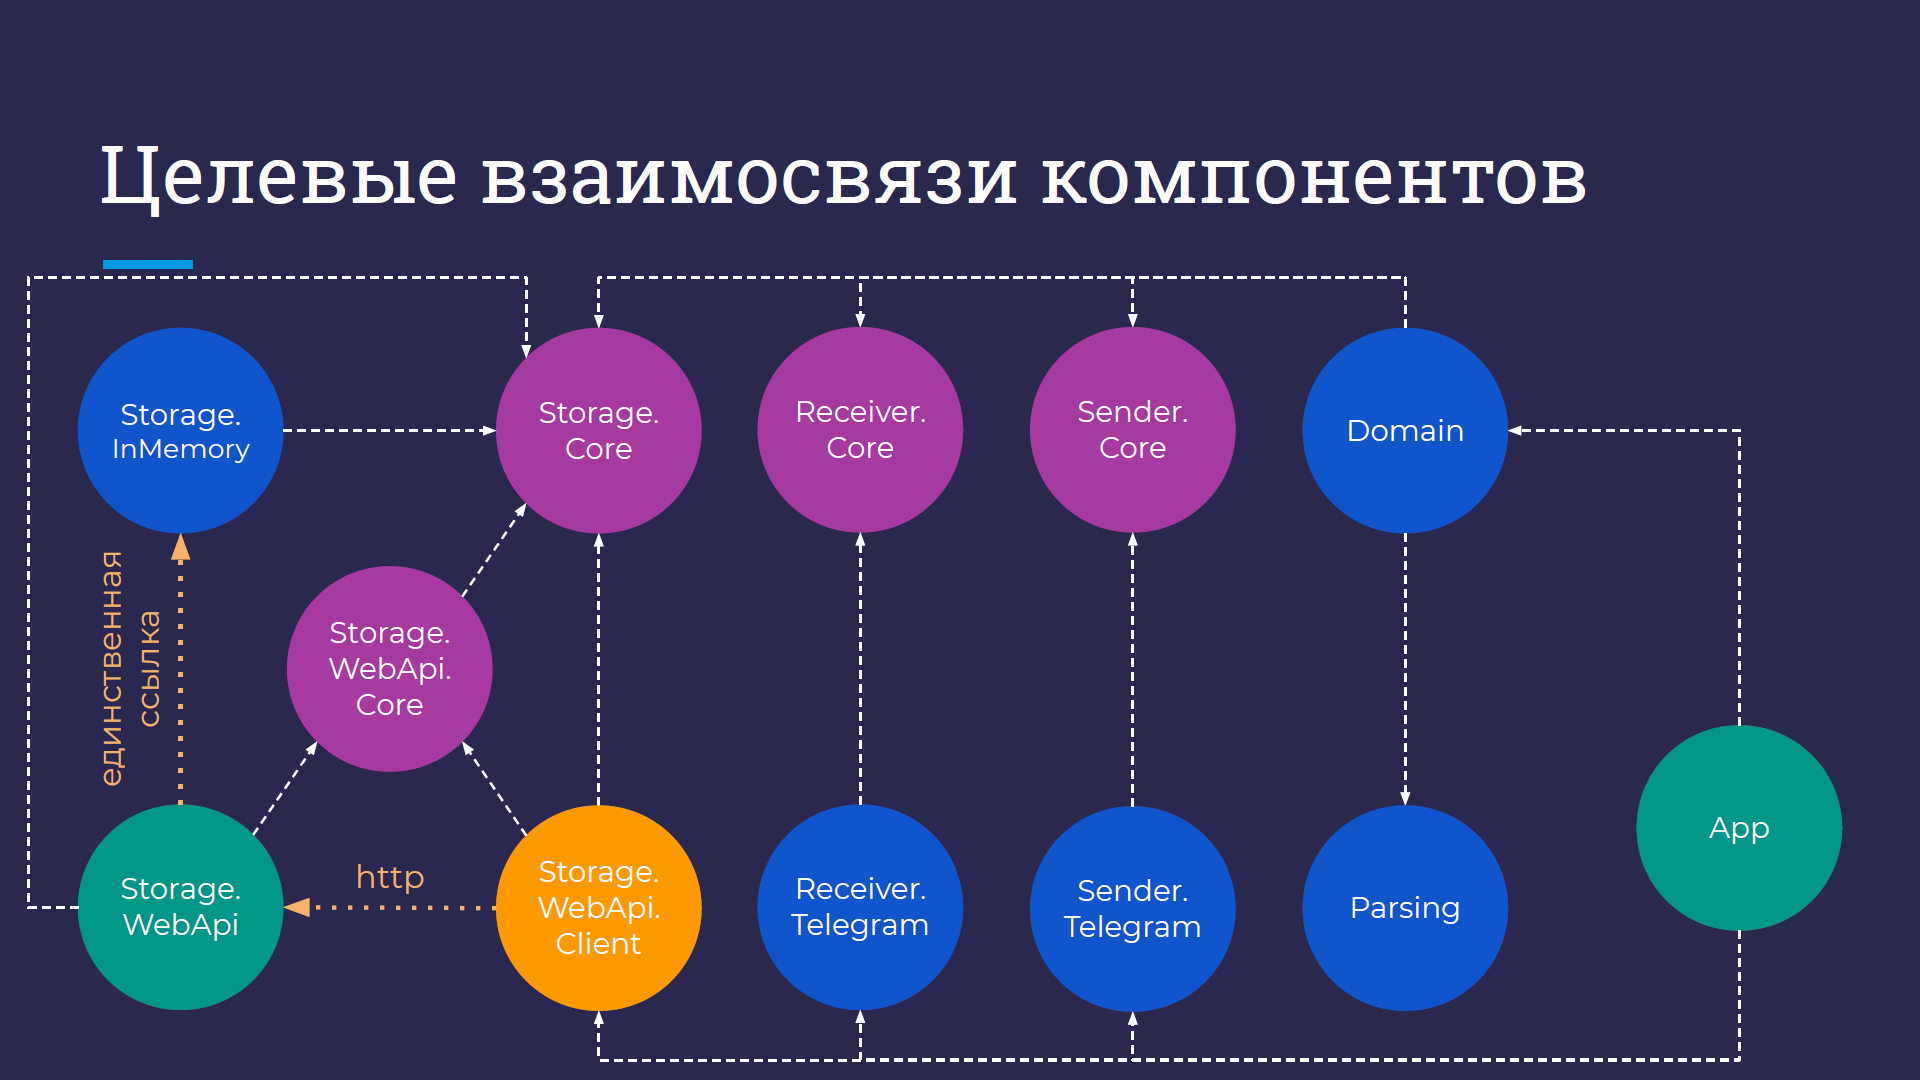 Целевые взаимосвязи компонентов
Storage.
InMemory
Storage.
Core
Receiver.
Core
Sender.
Core
Domain
единственная
ссылка
Storage.
WebApi.
Core
App
Storage.
WebApi
http
Storage.
WebApi.
Client
Receiver.
Telegram
Sender.
Telegram
Parsing